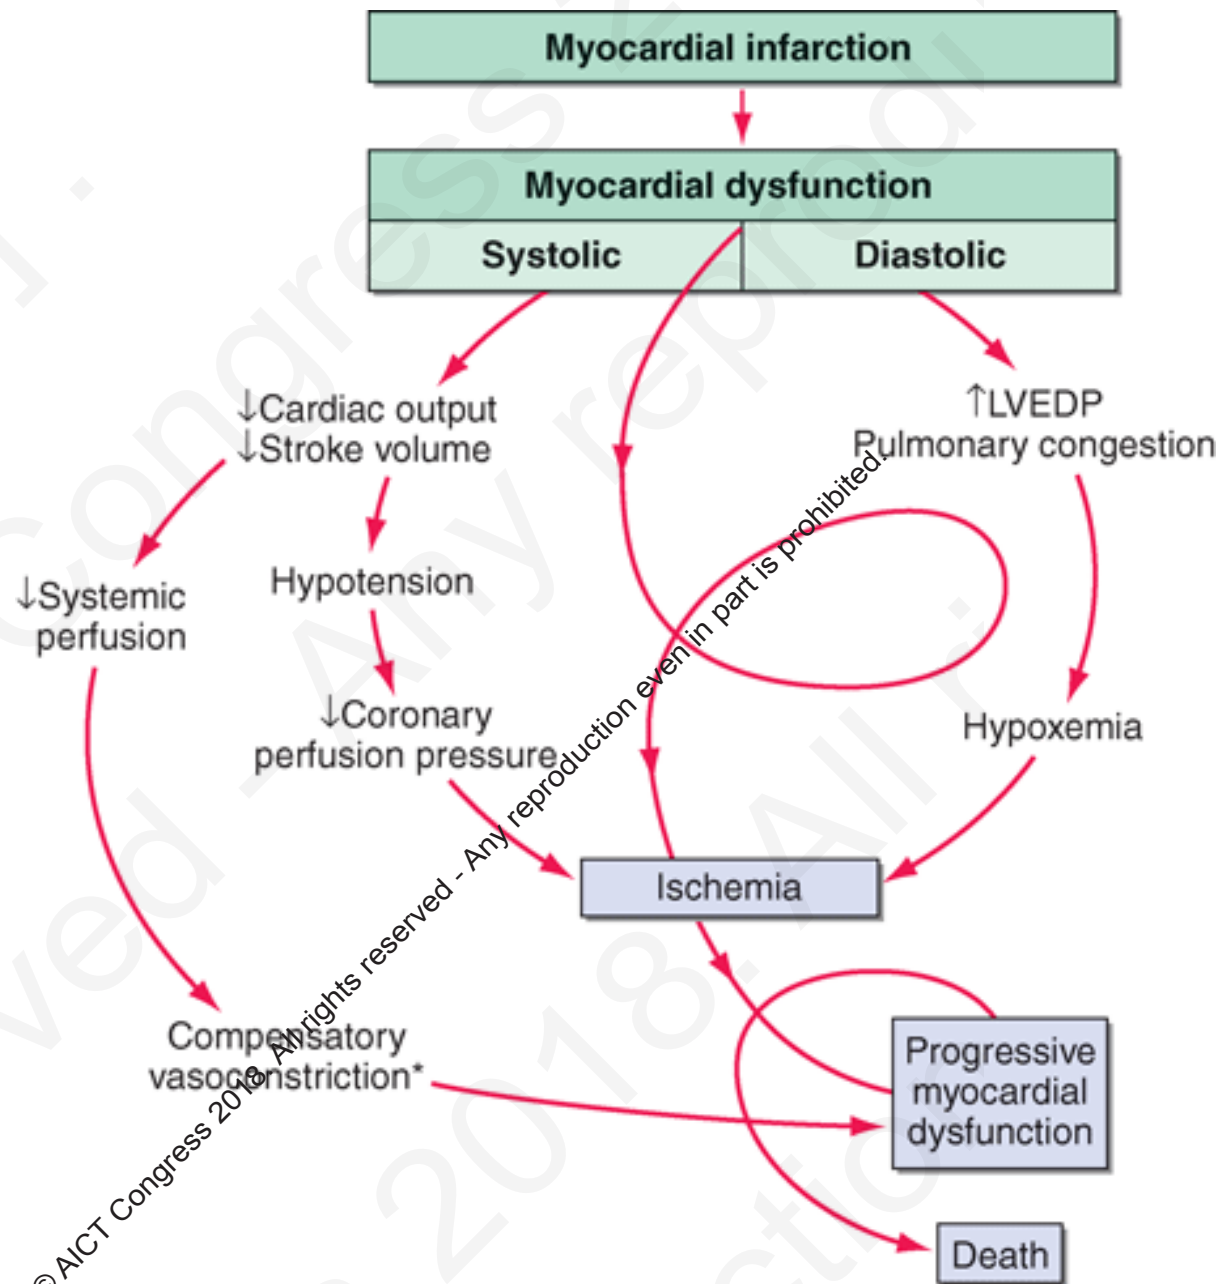 Myocardial infarction
Myocardial dysfunction
Systolic
Diastolic
↓Cardiac output
↓Stroke volume
↑LVEDP
Pulmonary congestion
↓Systemic
perfusion
Hypotension
↓Coronary
perfusion pressure
Hypoxemia
Ischemia
Compensatory
vasoconstriction*
Progressive
myocardial
dysfunction
Death
© AICT Congress 2018. All rights reserved - Any reproduction even in part is prohibited.